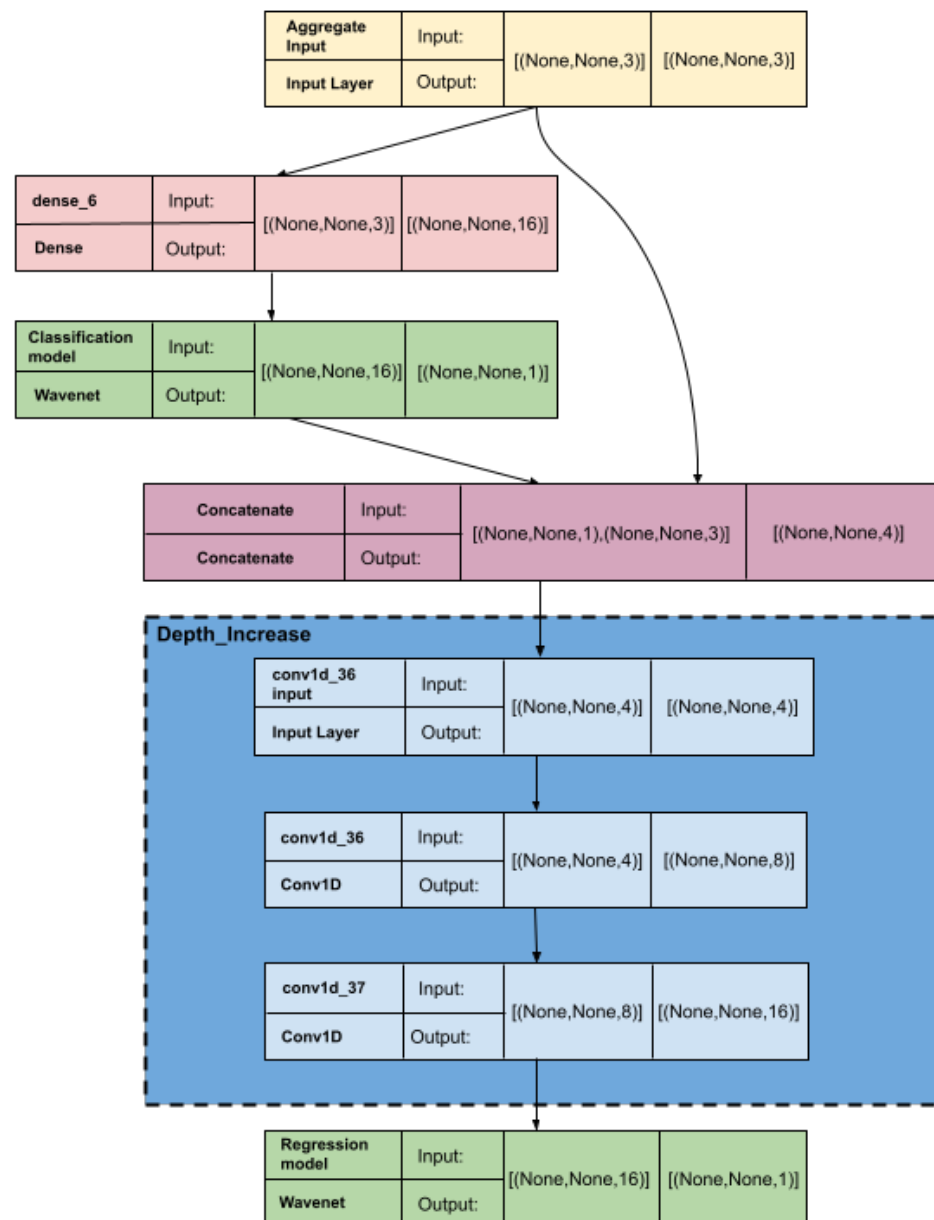 Aggregate
Input
Input:
[(None,None,3)]
[(None,None,3)]
Input Layer
Output:
dense_6
Input:
[(None,None,3)]
[(None,None,16)]
Dense
Output:
Classification
model
Input:
[(None,None,16)]
[(None,None,1)]
Wavenet
Output:
Concatenate
Input:
[(None,None,1),(None,None,3)]
[(None,None,4)]
Concatenate
Output:
Depth_Increase
conv1d_36
input
Input:
[(None,None,4)]
[(None,None,4)]
Input Layer
Output:
conv1d_36
Input:
[(None,None,4)]
[(None,None,8)]
Conv1D
Output:
conv1d_37
Input:
[(None,None,8)]
[(None,None,16)]
Conv1D
Output:
Regression
model
Input:
[(None,None,16)]
[(None,None,1)]
Wavenet
Output: